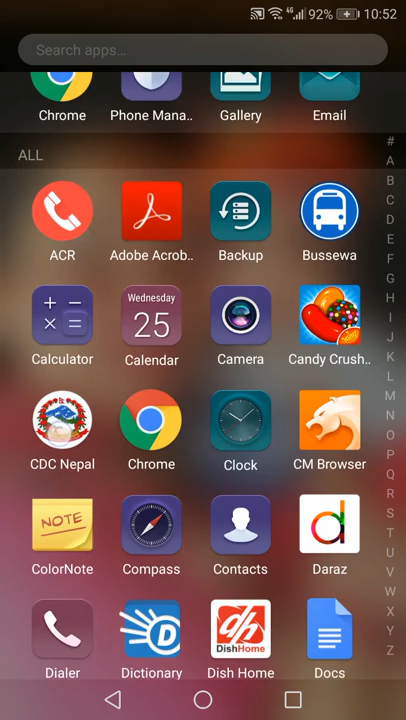 4G 92% 10:52
Search apps...
Chrome Phone Mana.. Gallery Email
ALL
#
A
B
C
D
E
F
G
H
I
J
K
L
M
N
O
P
Q
R
S
T
U
V
W
X
Y
Z
ACR Adobe Acrob.. Backup Bussewa
Wednesday
25
Calculator Calendar Camera Candy Crush..
CDC Nepal Chrome Clock CM Browser
NOTE
d
ColorNote Compass Contacts Daraz
D
dh
DishHome
Dialer Dictionary Dish Home Docs